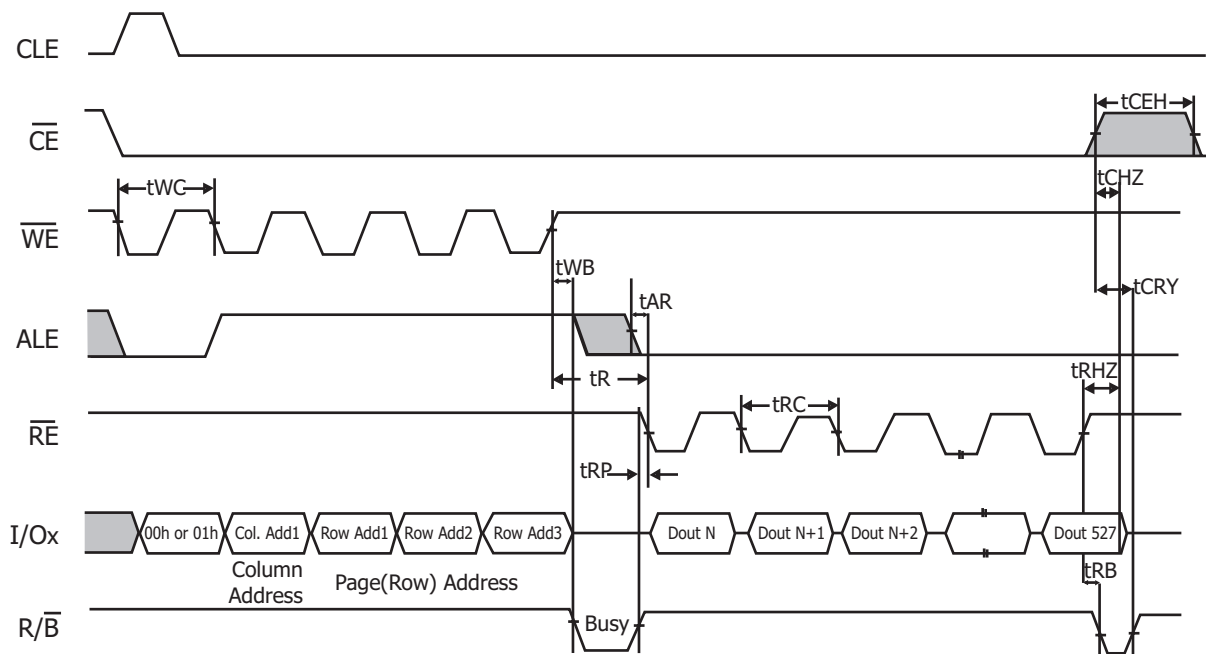 CLE
tCEH
CE
tCHZ
tWC
WE
tWB
tCRY
tAR
ALE
tR
tRHZ
tRC
RE
tRP
I/Ox
00h or 01h
Col. Add1
Row Add1
Row Add2
Row Add3
Dout N
Dout N+1
Dout N+2
Dout 527
Column
Address
Page(Row) Address
tRB
R/B
Busy